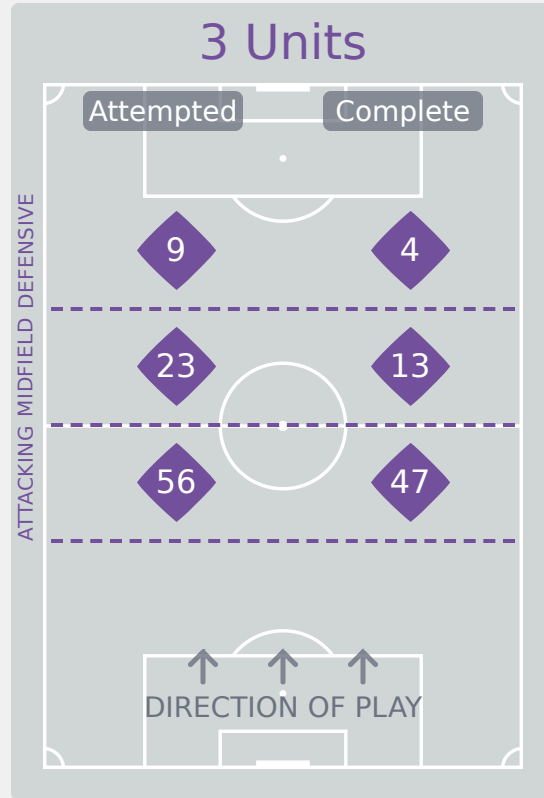 3 Units
Attempted Complete
ATTACKING MIDFIELD DEFENSIVE
9 4
23 13
56 47
DIRECTION OF PLAY